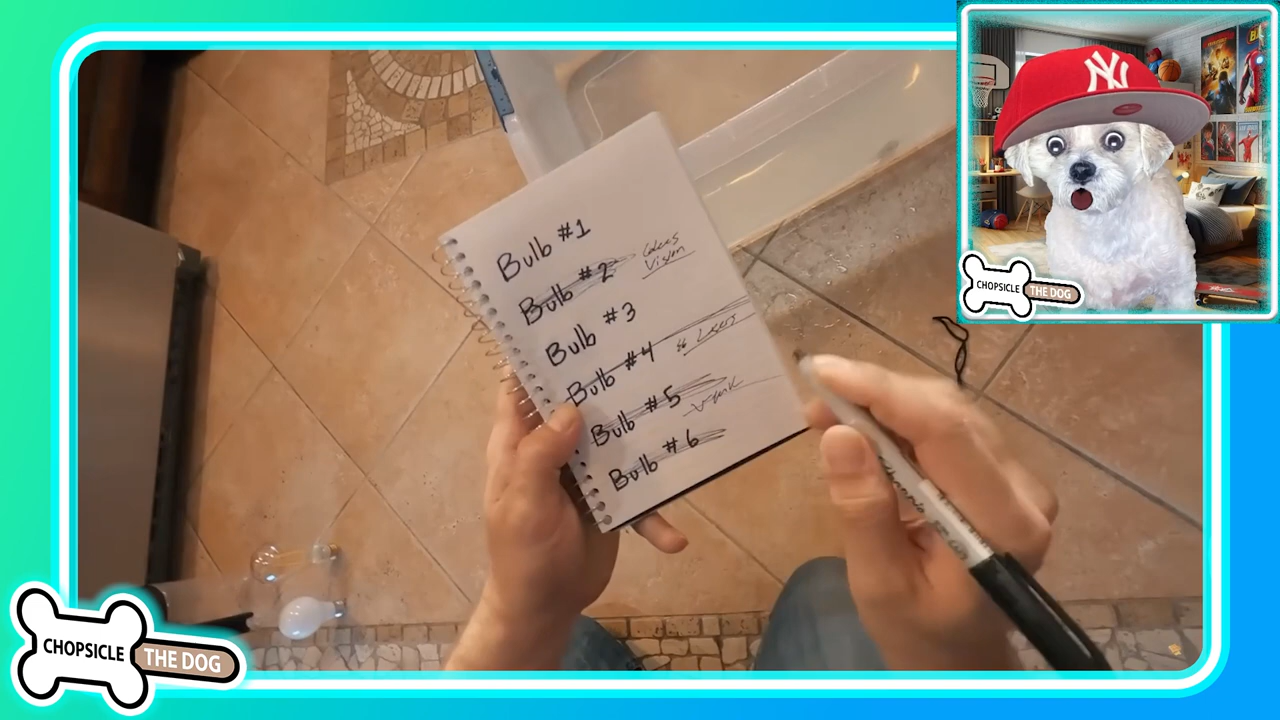 Bulb #1
Bulb #2
Vision
Bulb #3
Bulb #4
Lasers
Bulb #5
Bulb #6
Sharpie
NY
CHOPSICLE THE DOG
CHOPSICLE THE DOG